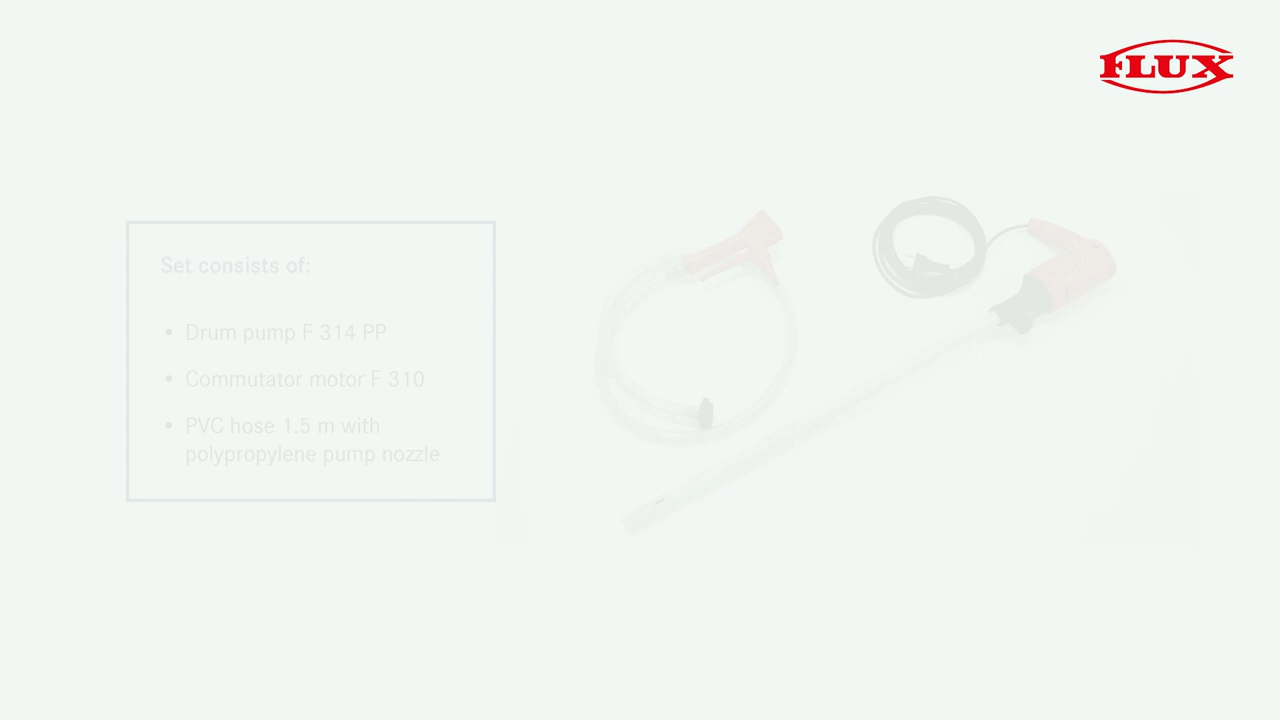 FLUX
Set consists of:
• Drum pump F 314 PP
• Commutator motor F 310
• PVC hose 1.5 m with
polypropylene pump nozzle